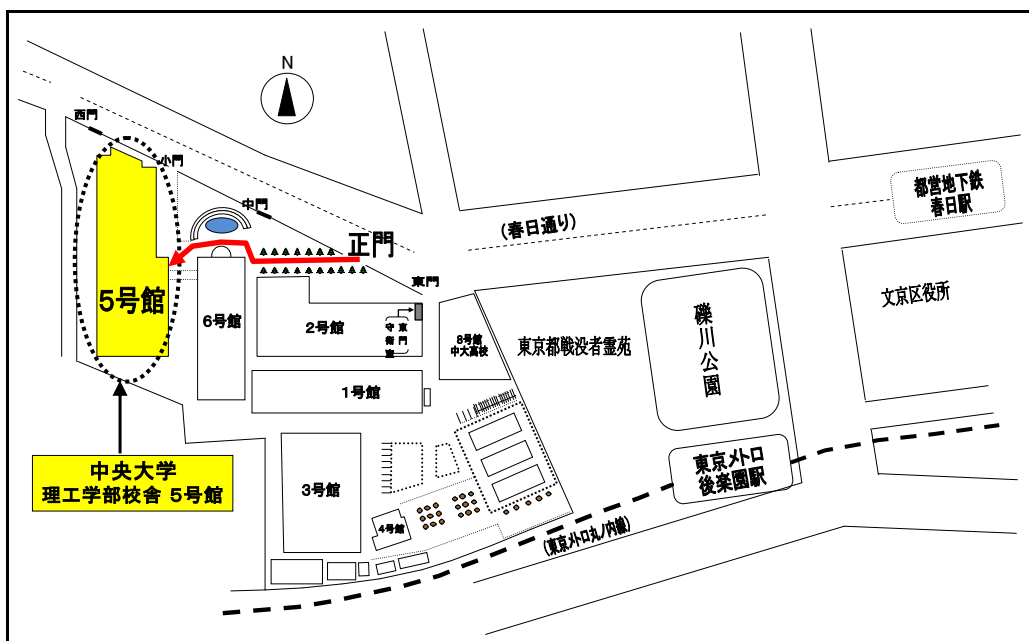 N
西門
小門
中門
正門
東門
(春日通り)
都営地下鉄
春日駅
文京区役所
礫川公園
東京都戦没者霊苑
5号館
6号館
2号館
守衛室
東門
8号館
中大高校
1号館
3号館
4号館
東京メトロ
後楽園駅
(東京メトロ丸ノ内線)
中央大学
理工学部校舎 5号館